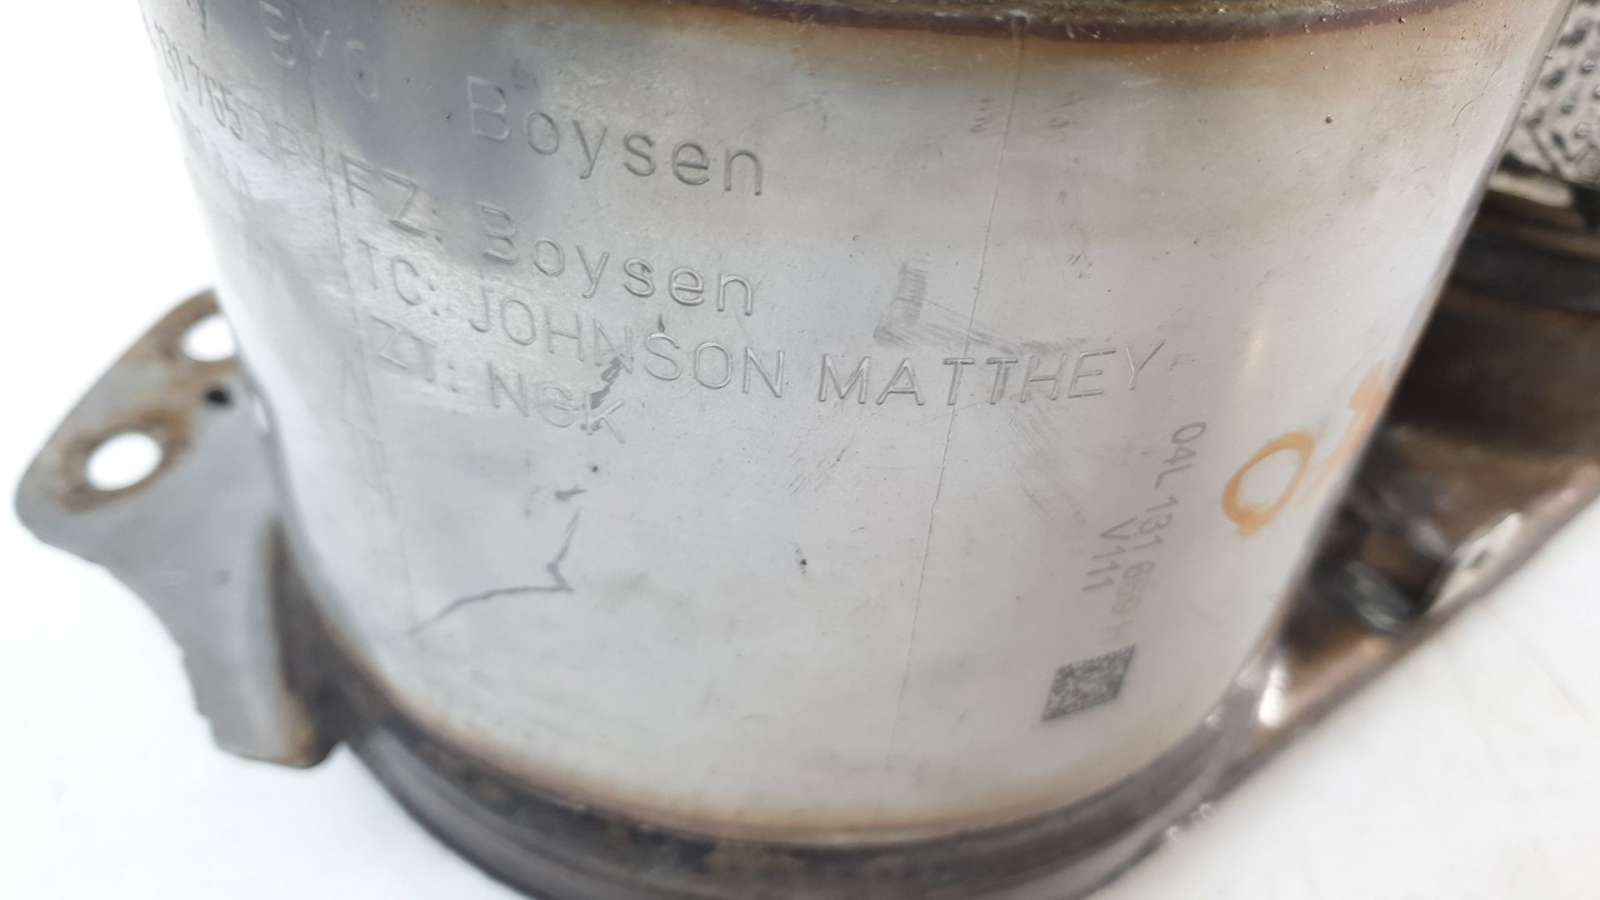 Boysen
FZ: Boysen
TC: JOHNSON MATTHEY
ZT: NGK
04L 131
V111